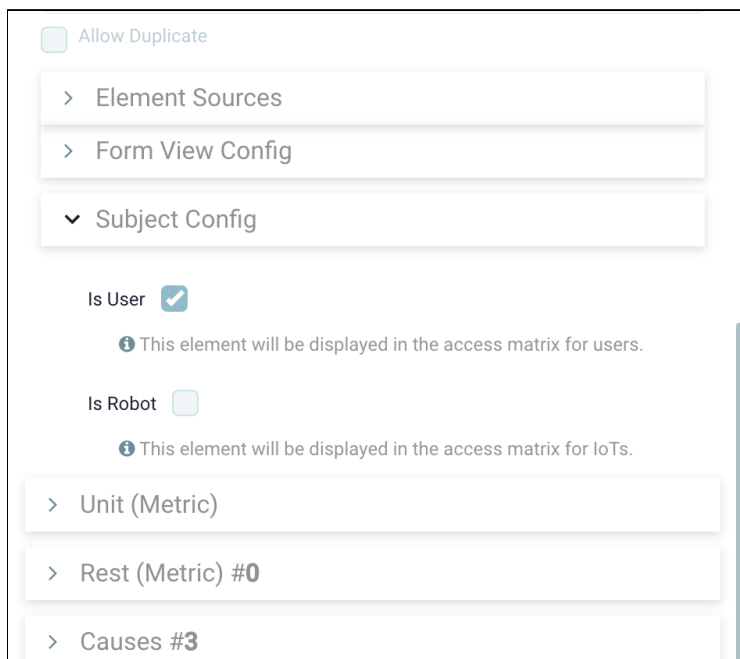 Allow Duplicate
Element Sources
Form View Config
Subject Config
Is User
This element will be displayed in the access matrix for users.
Is Robot
This element will be displayed in the access matrix for IoTs.
Unit (Metric)
Rest (Metric) #0
Causes #3